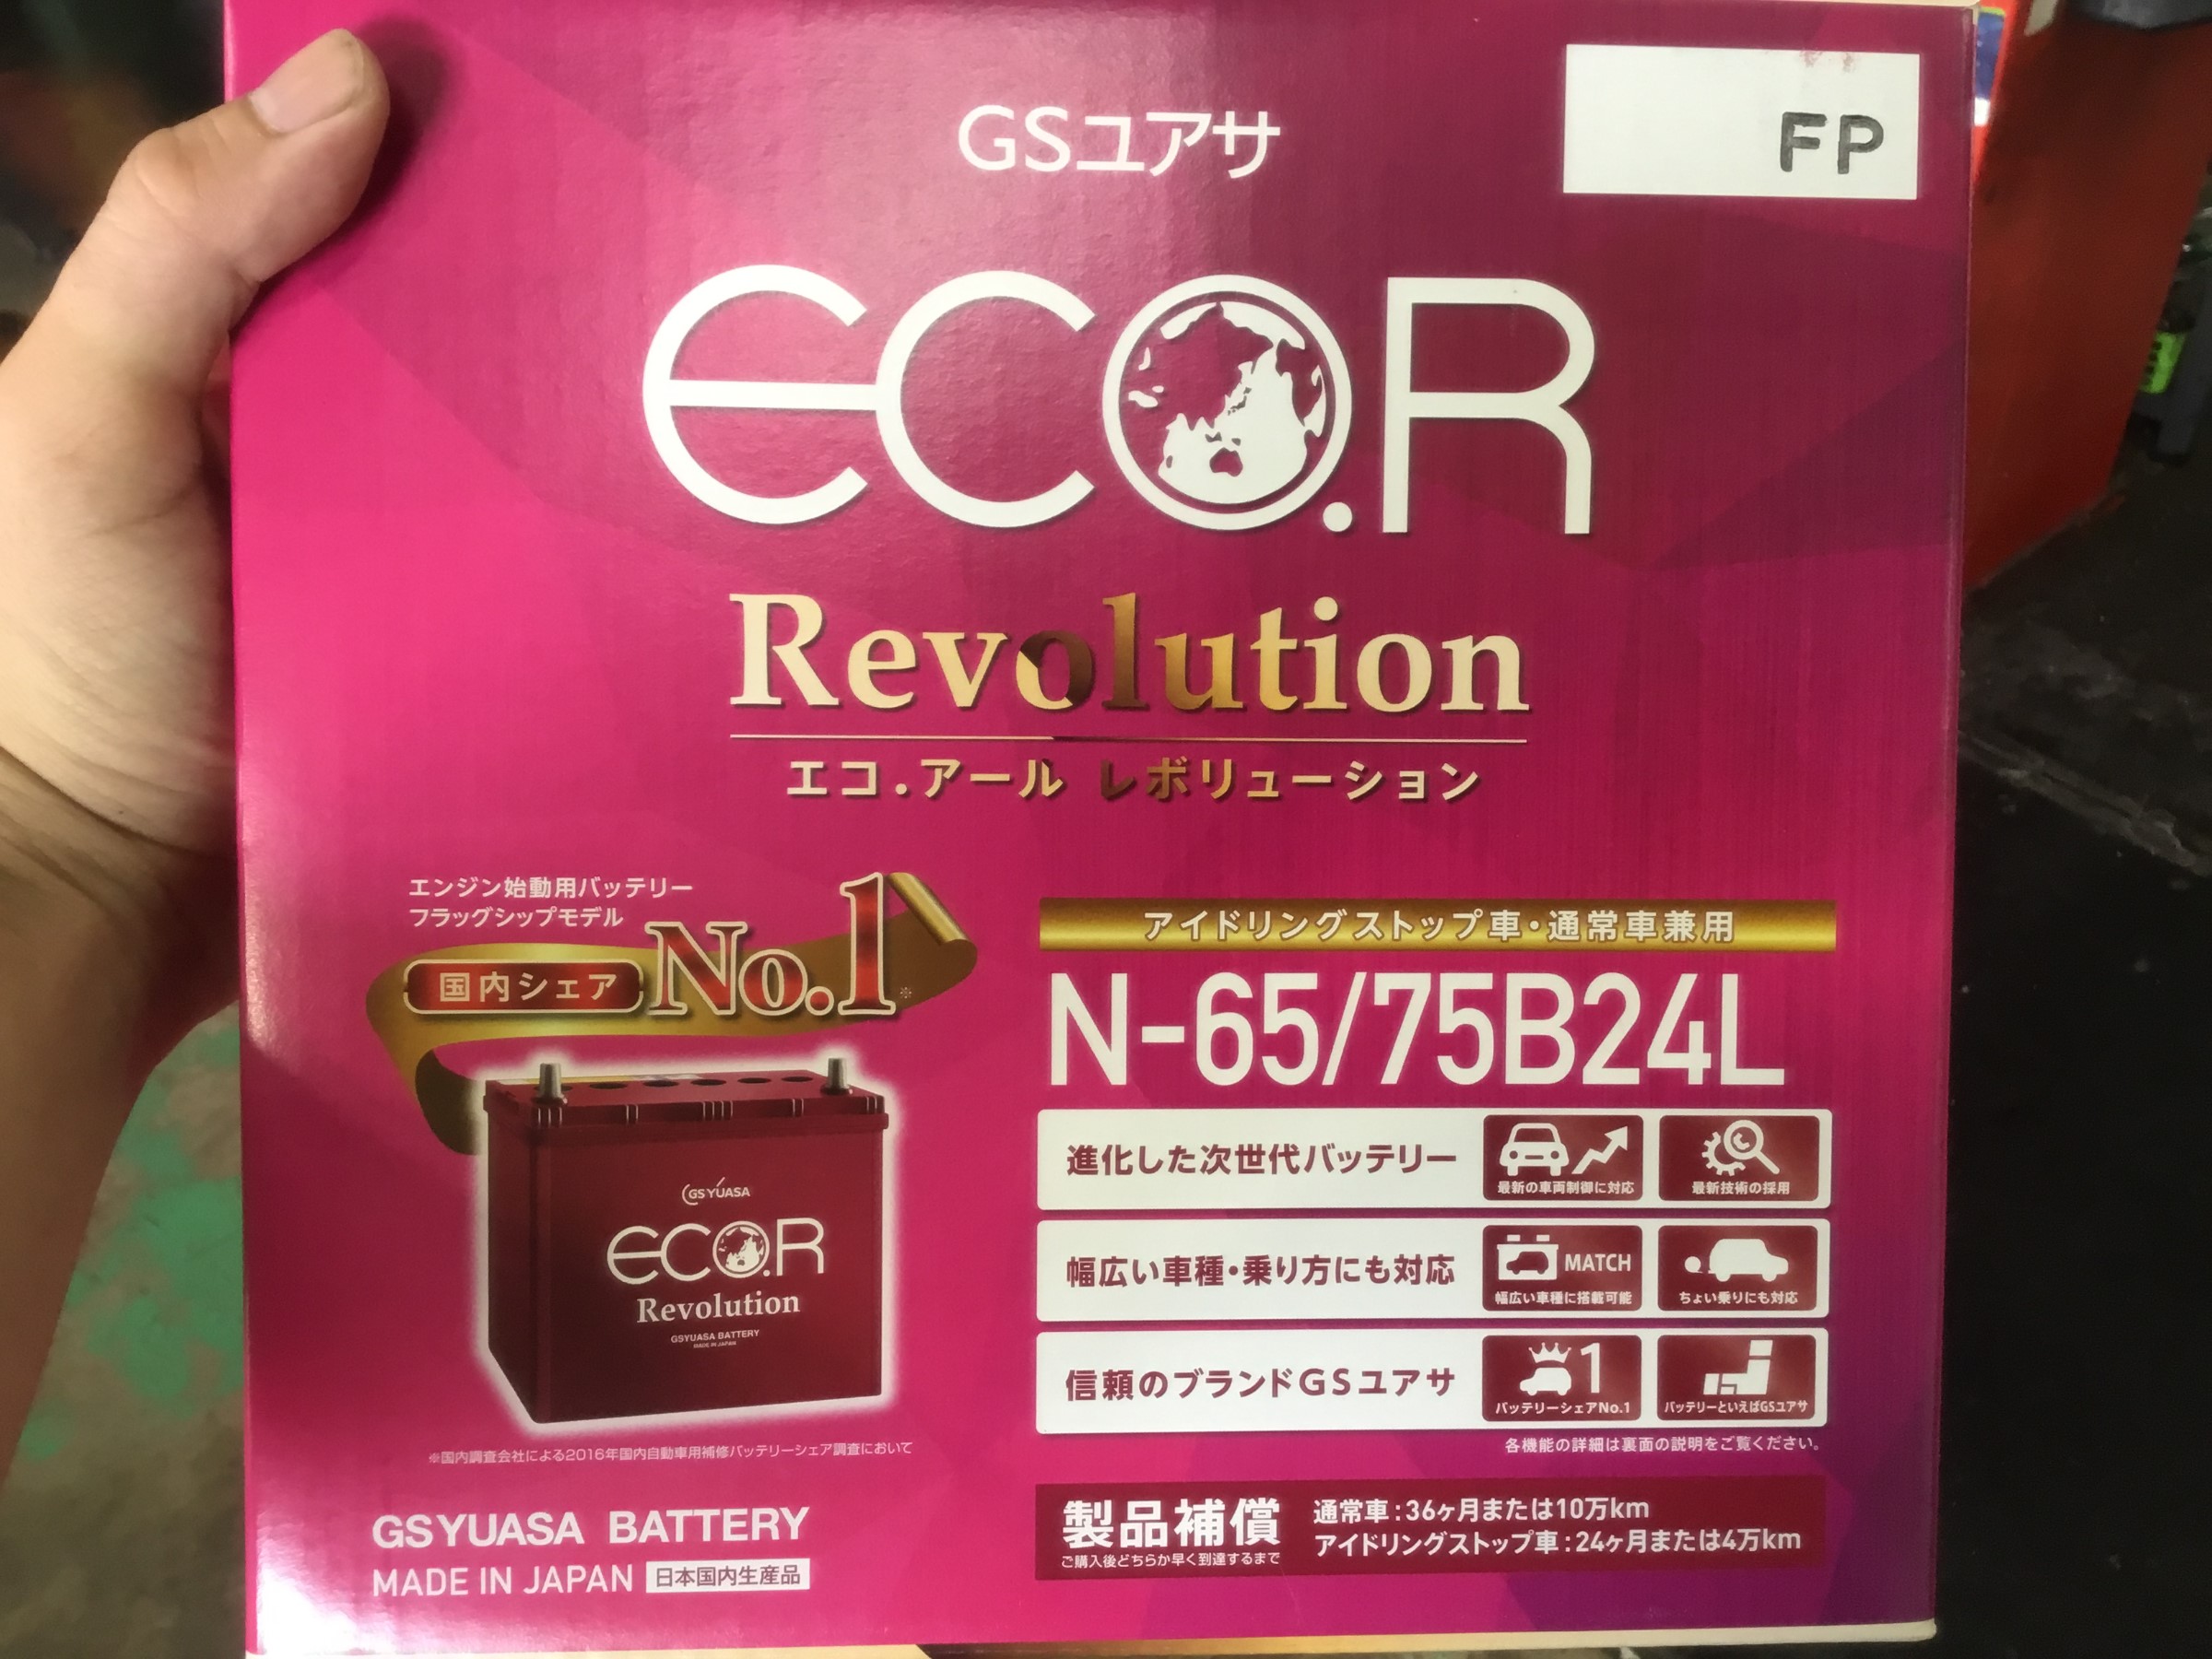 GSユアサ
FP
eco.R
Revolution
エコ.アール レボリューション
エンジン始動用バッテリー
フラッグシップモデル
国内シェア No.1※
GS YUASA
eco.R
Revolution
GSYUASA BATTERY
MADE IN JAPAN
※国内調査会社による2016年国内自動車用補修バッテリーシェア調査において
GSYUASA BATTERY
MADE IN JAPAN 日本国内生産品
アイドリングストップ車・通常車兼用
N-65/75B24L
進化した次世代バッテリー
最新の車両制御に対応
最新技術の採用
幅広い車種・乗り方にも対応
MATCH
幅広い車種に搭載可能
ちょい乗りにも対応
信頼のブランドGSユアサ
1
バッテリーシェアNo.1
バッテリーといえばGSユアサ
各機能の詳細は裏面の説明をご覧ください。
製品補償
ご購入後どちらか早く到達するまで
通常車:36ヶ月または10万km
アイドリングストップ車:24ヶ月または4万km